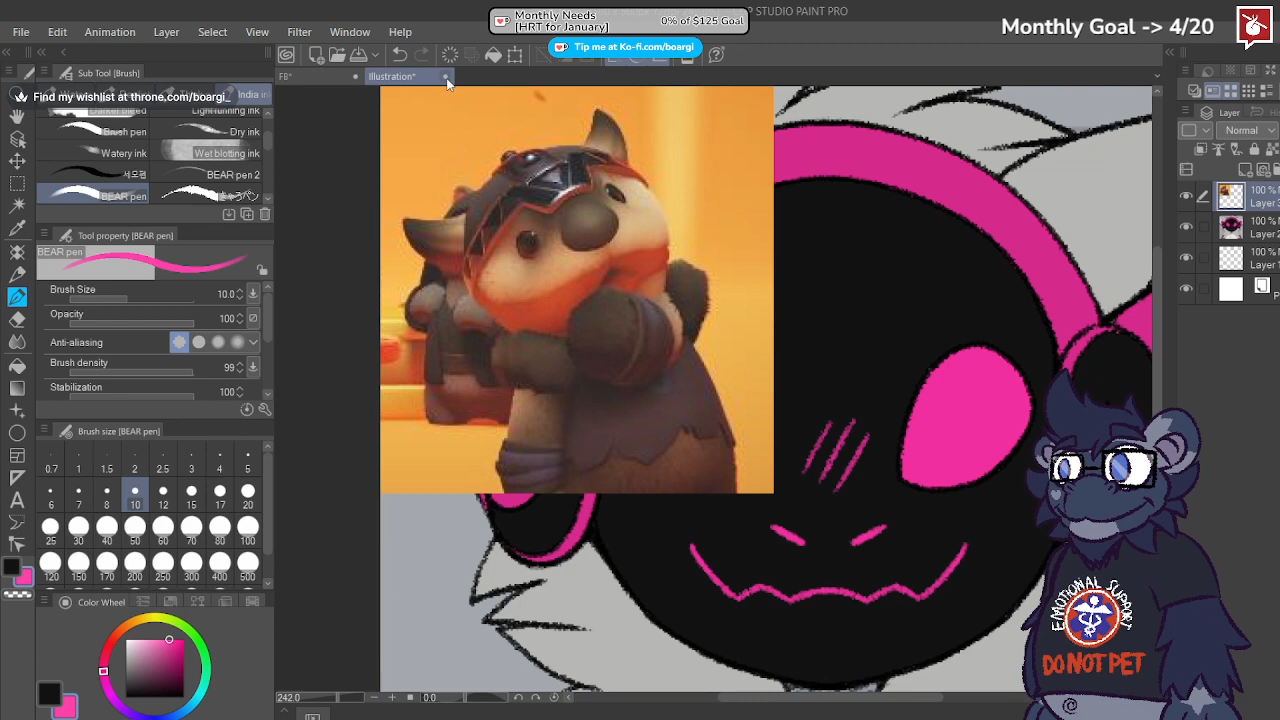 Monthly Needs
[HRT for January]
0% of $125 Goal
Tip me at Ko-fi.com/boargi
STUDIO PAINT PRO
Monthly Goal -> 4/20
File Edit Animation Layer Select View Filter Window Help
Sub Tool [Brush]
FB*
Illustration*
Find my wishlist at throne.com/boargi_
India in
Darker bleed
Lightrunning ink
Brush pen
Dry ink
Watery ink
Wet blotting ink
BEAR pen 2
BEAR pen
Tool property [BEAR pen]
BEAR pen
Brush Size 10.0
Opacity 100
Anti-aliasing
Brush density 99
Stabilization 100
Brush size [BEAR pen]
0.7 1 1.5 2 2.5 3 4 5
6 7 8 10 12 15 17 20
25 30 40 50 60 70 80 100
120 150 170 200 250 300 400 500
Color Wheel
242.0
0.0
Layer
Normal
100 %
Layer 3
100 %
Layer 2
100 %
Layer 1
P
EMOTIONAL SUPPORT
DO NOT PET